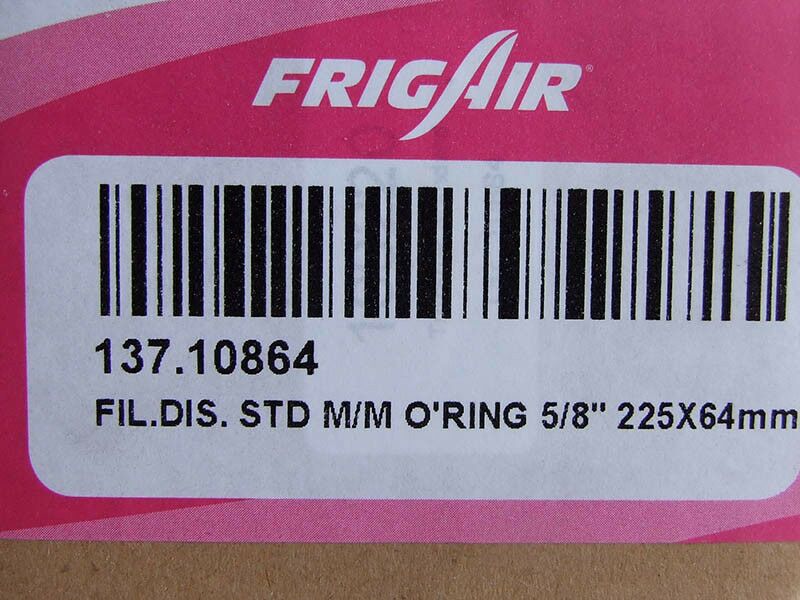 FRIGAIR®
137.10864
FIL.DIS. STD M/M O'RING 5/8" 225X64mm